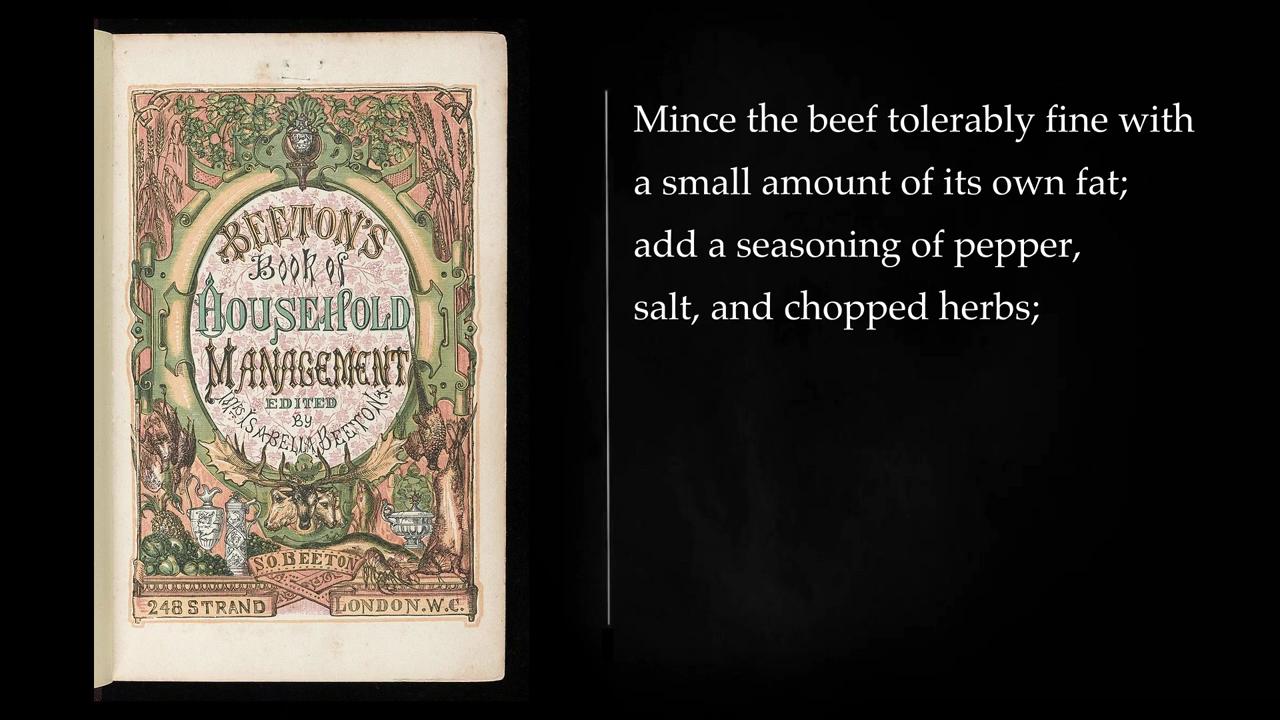 BEETON'S
Book of
HOUSEHOLD
MANAGEMENT
EDITED
BY
MRS ISABELLA BEETON
S.O. BEETON
248 STRAND
LONDON. W.C.
Mince the beef tolerably fine with
a small amount of its own fat;
add a seasoning of pepper,
salt, and chopped herbs;